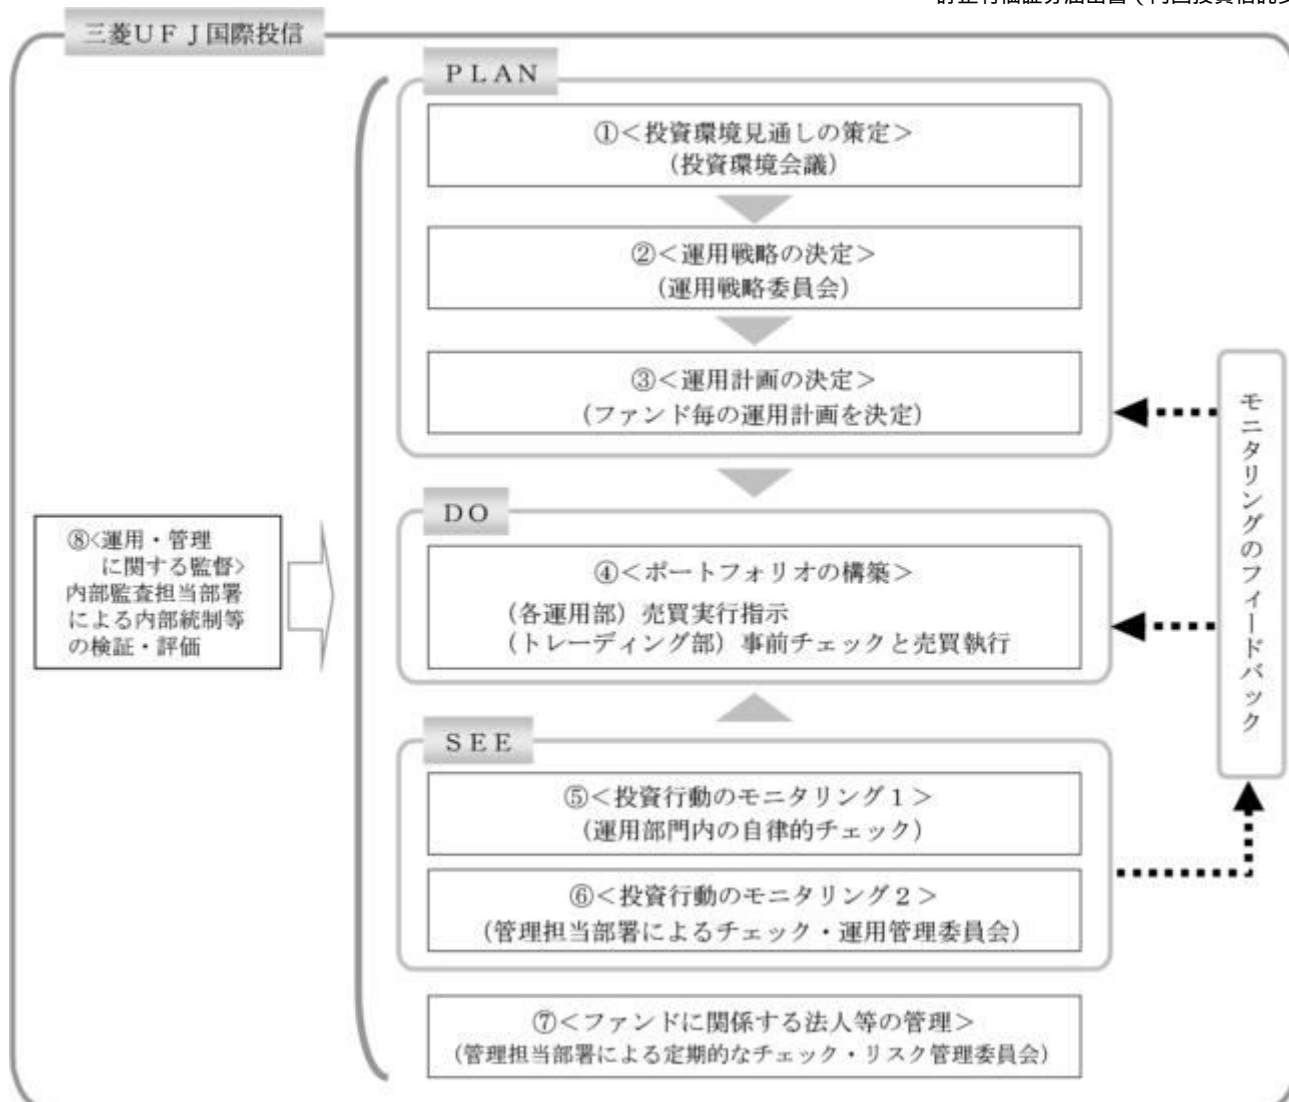 三菱UFJ国際投信
PLAN
①<投資環境見通しの策定>
(投資環境会議)
②<運用戦略の決定>
(運用戦略委員会)
③<運用計画の決定>
(ファンド毎の運用計画を決定)
モニタリングのフィードバック
DO
④<ポートフォリオの構築>
(各運用部)売買実行指示
(トレーディング部)事前チェックと売買執行
⑧<運用・管理
に関する監督>
内部監査担当部署
による内部統制等
の検証・評価
SEE
⑤<投資行動のモニタリング1>
(運用部門内の自律的チェック)
⑥<投資行動のモニタリング2>
(管理担当部署によるチェック・運用管理委員会)
⑦<ファンドに関係する法人等の管理>
(管理担当部署による定期的なチェック・リスク管理委員会)